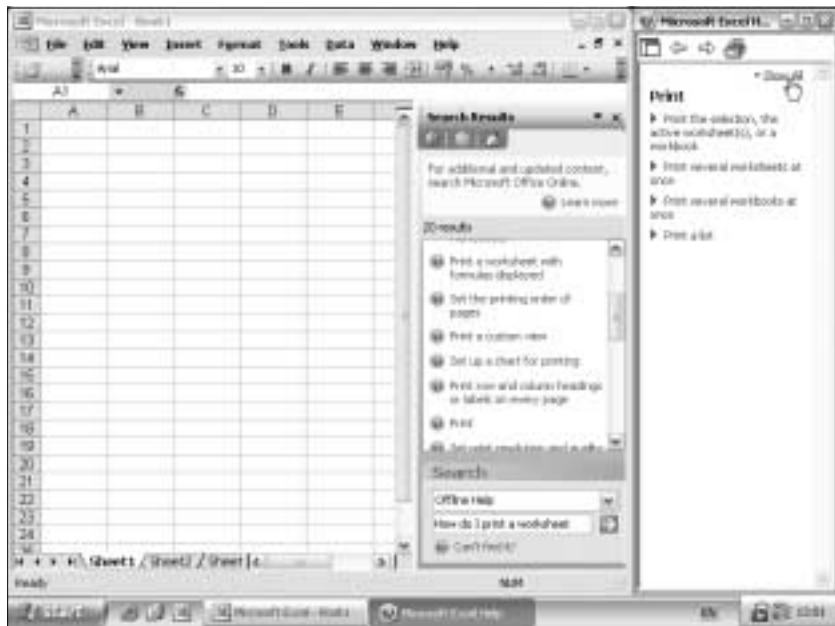 Microsoft Excel - Book1
File Edit View Insert Format Tools Data Window Help
Arial 10 B I
A1 fx
A B C D E
1
2
3
4
5
6
7
8
9
10
11
12
13
14
15
16
17
18
19
20
21
22
23
24
Sheet1 / Sheet2 / Sheet
Ready NUM
Search Results
For additional and updated content,
search Microsoft Office Online.
Learn more
20 results
Print a worksheet with
formulas displayed
Set the printing order of
pages
Print a custom view
Set up a chart for printing
Print row and column headings
or labels on every page
Print
Set print resolution and
Search
Offline Help
How do I print a worksheet
Can't find it?
Microsoft Excel H...
Show All
Print
Print the selection, the
active worksheet(s), or a
workbook
Print several worksheets at
once
Print several workbooks at
once
Print a list
Microsoft Excel - Book1
Microsoft Excel Help
EN